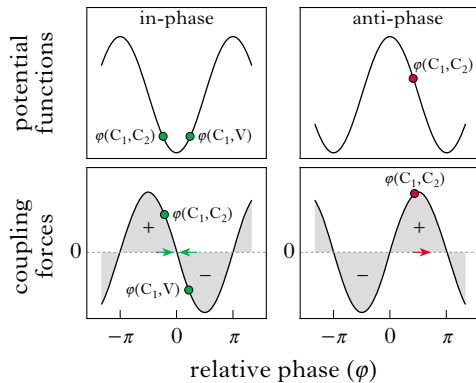 in-phase
anti-phase
potential
functions
φ(C₁,C₂)
φ(C₁,V)
φ(C₁,C₂)
coupling
forces
0
+
φ(C₁,C₂)
φ(C₁,V)
−
0
φ(C₁,C₂)
+
−
−π
0
π
−π
0
π
relative phase (φ)